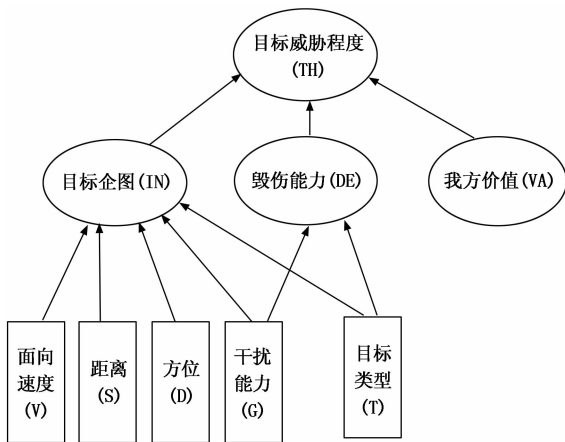 目标威胁程度
(TH)
目标企图(IN)
毁伤能力(DE)
我方价值(VA)
面向
速度
(V)
距离
(S)
方位
(D)
干扰
能力
(G)
目标
类型
(T)